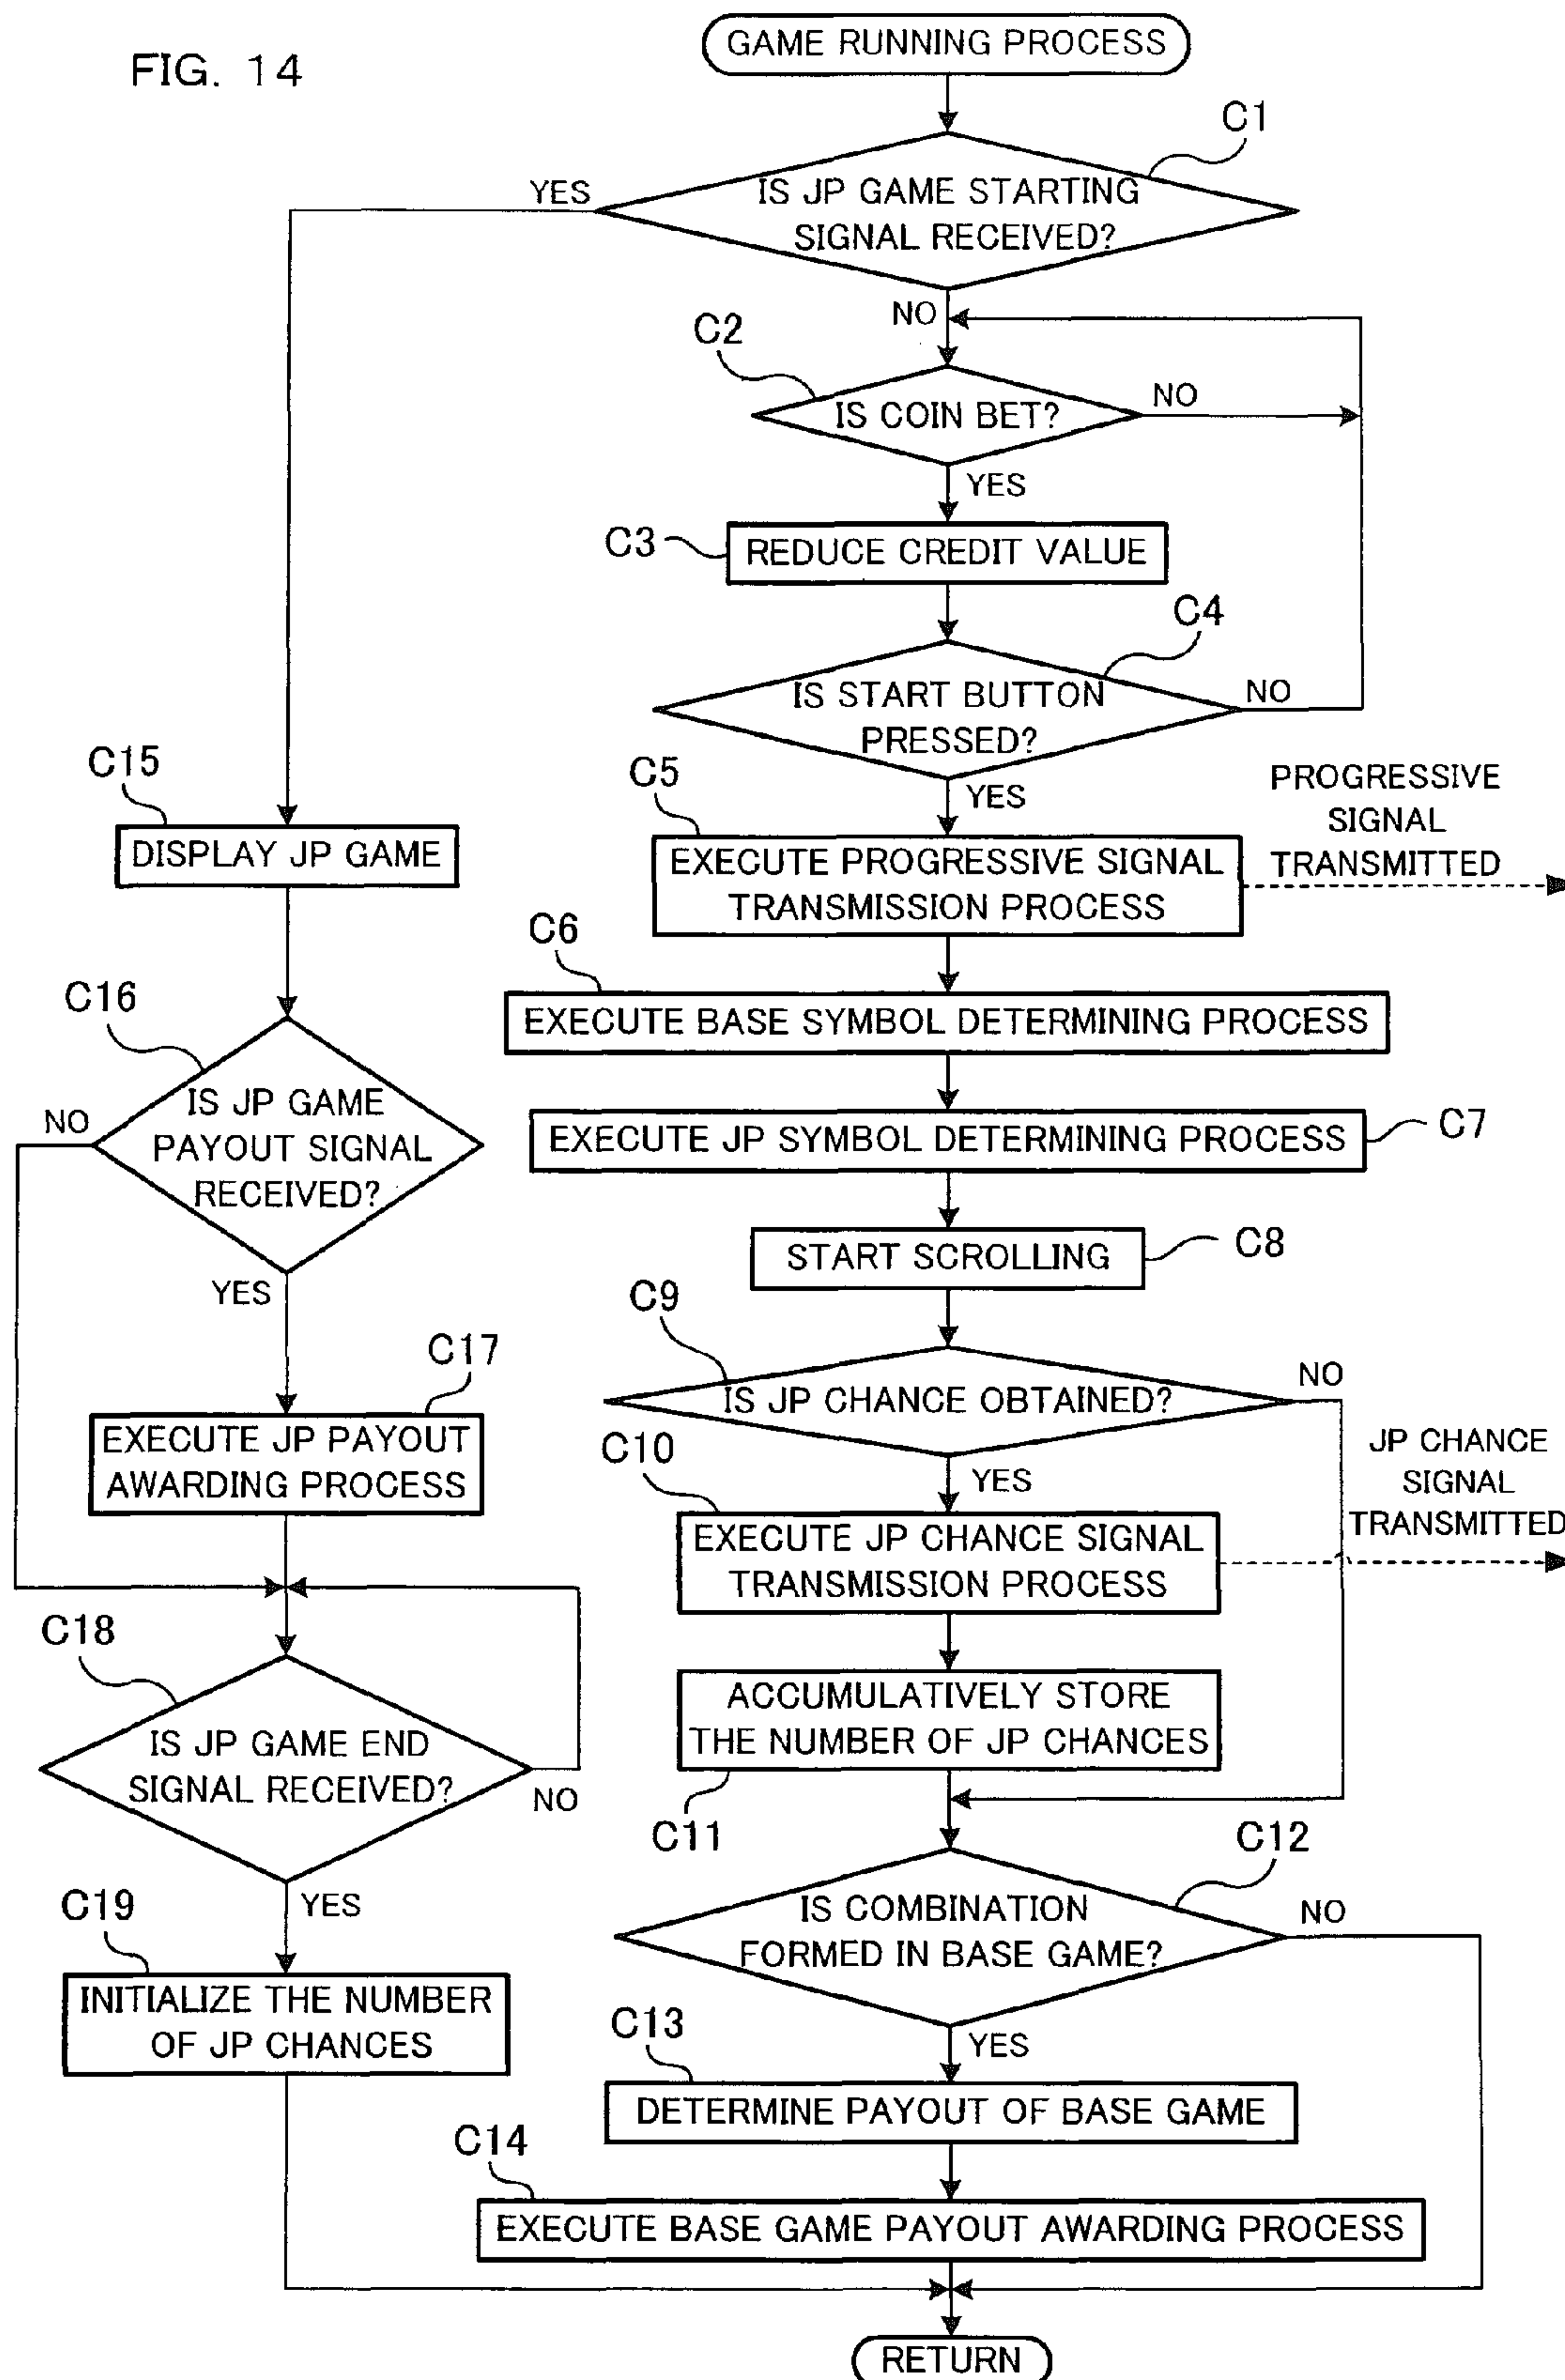 FIG. 14
GAME RUNNING PROCESS
C1
IS JP GAME STARTING
SIGNAL RECEIVED?
YES
NO
C2
IS COIN BET?
NO
YES
C3
REDUCE CREDIT VALUE
C4
IS START BUTTON
PRESSED?
NO
YES
C5
EXECUTE PROGRESSIVE SIGNAL
TRANSMISSION PROCESS
PROGRESSIVE
SIGNAL
TRANSMITTED
C6
EXECUTE BASE SYMBOL DETERMINING PROCESS
EXECUTE JP SYMBOL DETERMINING PROCESS
C7
START SCROLLING
C8
C9
IS JP CHANCE OBTAINED?
NO
YES
C10
EXECUTE JP CHANCE SIGNAL
TRANSMISSION PROCESS
JP CHANCE
SIGNAL
TRANSMITTED
ACCUMULATIVELY STORE
THE NUMBER OF JP CHANCES
C11
C12
IS COMBINATION
FORMED IN BASE GAME?
NO
YES
C13
DETERMINE PAYOUT OF BASE GAME
C14
EXECUTE BASE GAME PAYOUT AWARDING PROCESS
C15
DISPLAY JP GAME
C16
IS JP GAME
PAYOUT SIGNAL
RECEIVED?
NO
YES
C17
EXECUTE JP PAYOUT
AWARDING PROCESS
C18
IS JP GAME END
SIGNAL RECEIVED?
NO
YES
C19
INITIALIZE THE NUMBER
OF JP CHANCES
RETURN